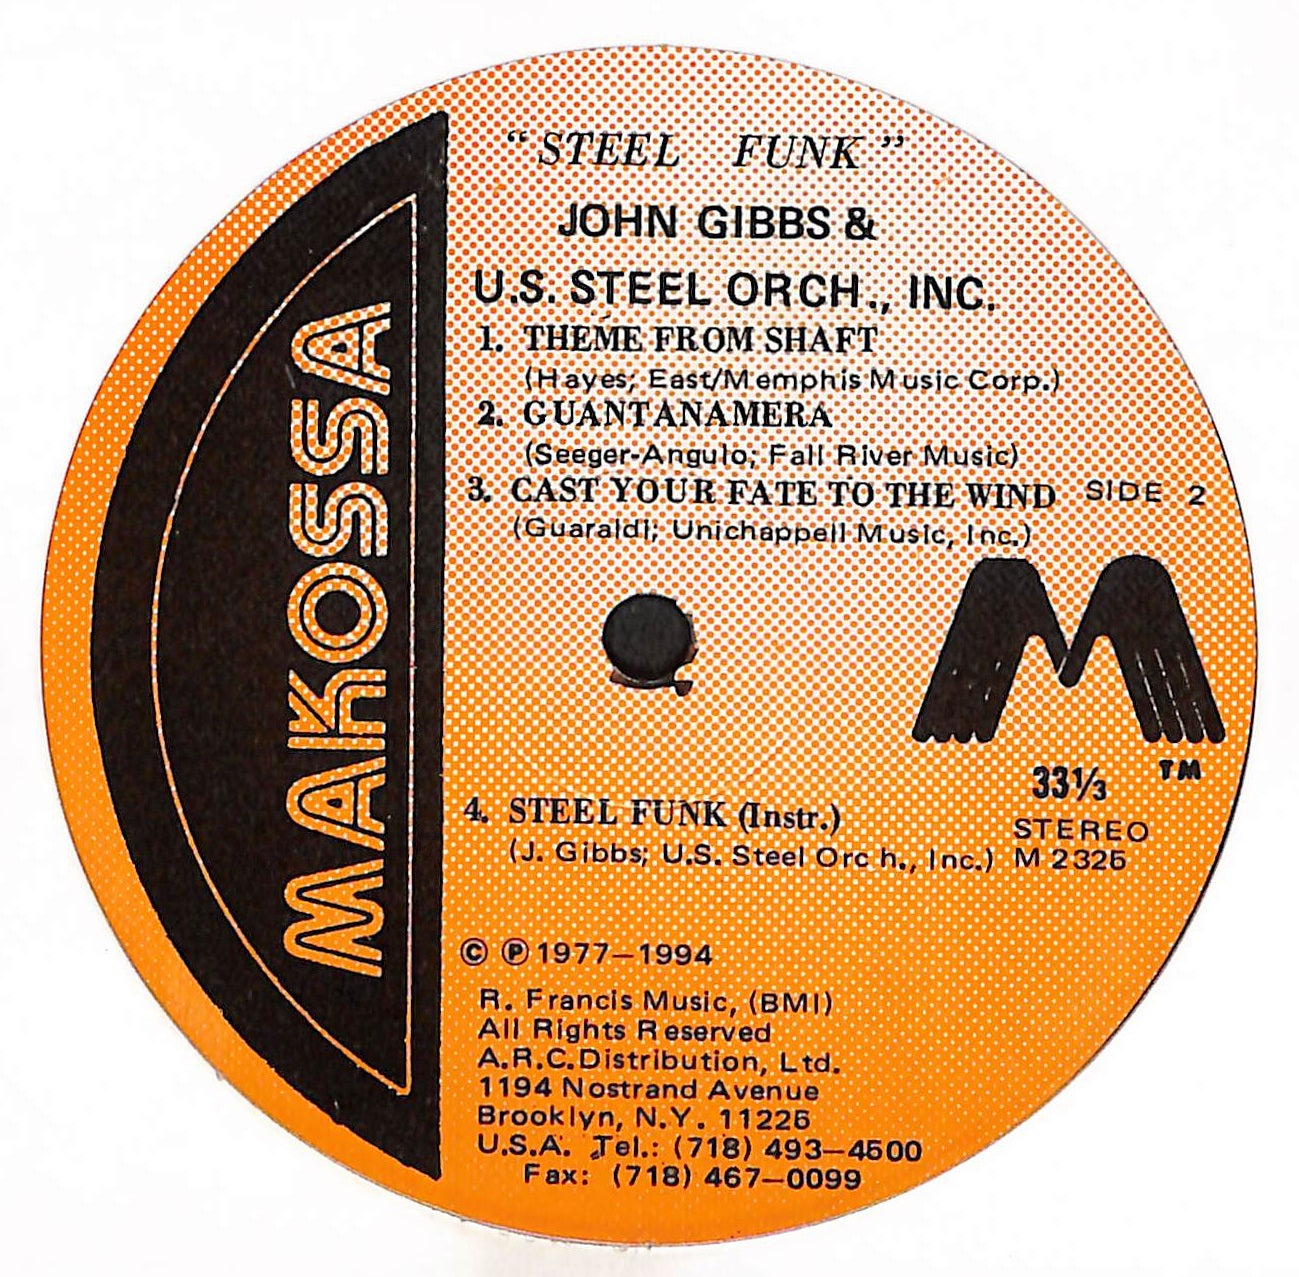 MAKOSSA
“STEEL FUNK”
JOHN GIBBS &
U.S. STEEL ORCH., INC.
1. THEME FROM SHAFT
(Hayes; East/Memphis Music Corp.)
2. GUANTANAMERA
(Seeger-Angulo; Fall River Music)
3. CAST YOUR FATE TO THE WIND
(Guaraldi; Unichappell Music, Inc.)
SIDE 2
M
TM
33⅓
STEREO
M 2325
4. STEEL FUNK (Instr.)
(J. Gibbs; U.S. Steel Orch., Inc.)
© ℗ 1977–1994
R. Francis Music, (BMI)
All Rights Reserved
A.R.C. Distribution, Ltd.
1194 Nostrand Avenue
Brooklyn, N.Y. 11225
U.S.A. Tel.: (718) 493–4500
Fax: (718) 467–0099